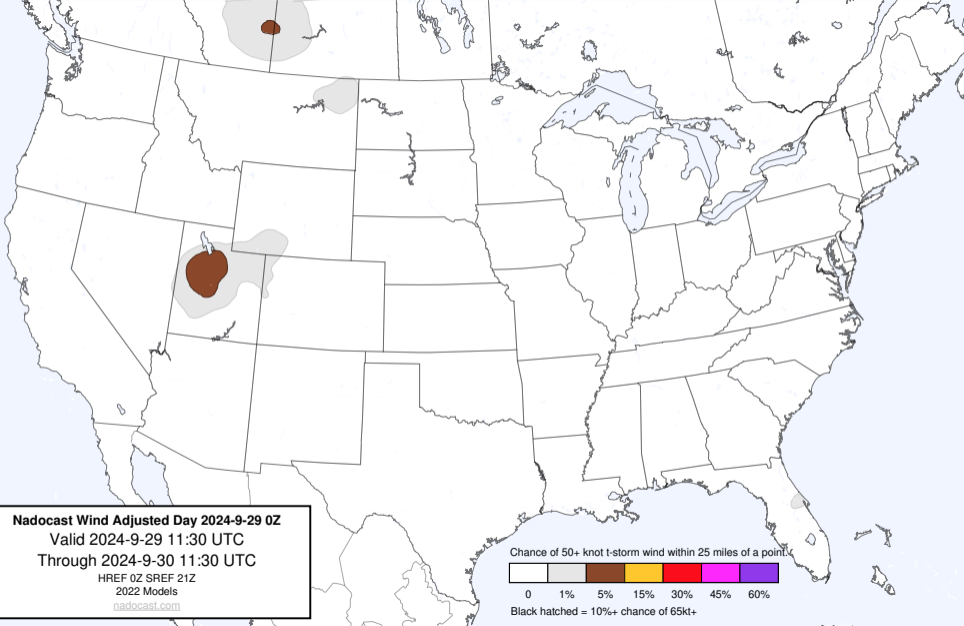 Nadocast Wind Adjusted Day 2024-9-29 0Z
Valid 2024-9-29 11:30 UTC
Through 2024-9-30 11:30 UTC
HREF 0Z SREF 21Z
2022 Models
nadocast.com
Chance of 50+ knot t-storm wind within 25 miles of a point.
0 1% 5% 15% 30% 45% 60%
Black hatched = 10%+ chance of 65kt+